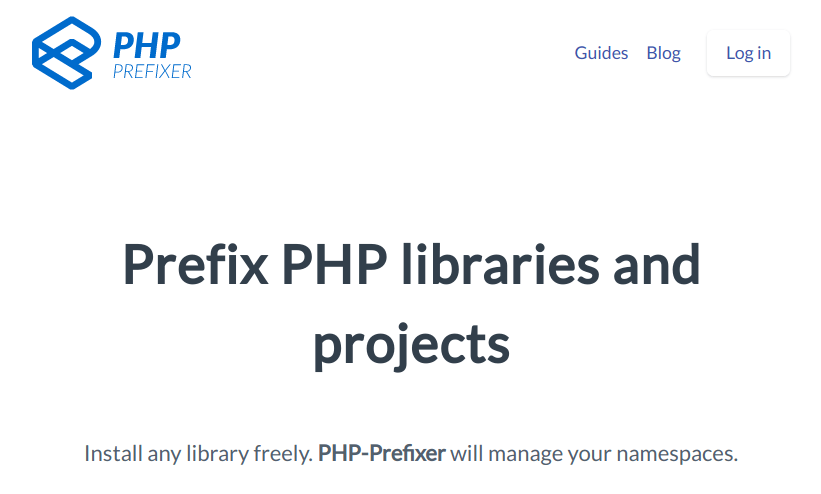 PHP
PREFIXER
Guides Blog Log in
Prefix PHP libraries and
projects
Install any library freely. PHP-Prefixer will manage your namespaces.